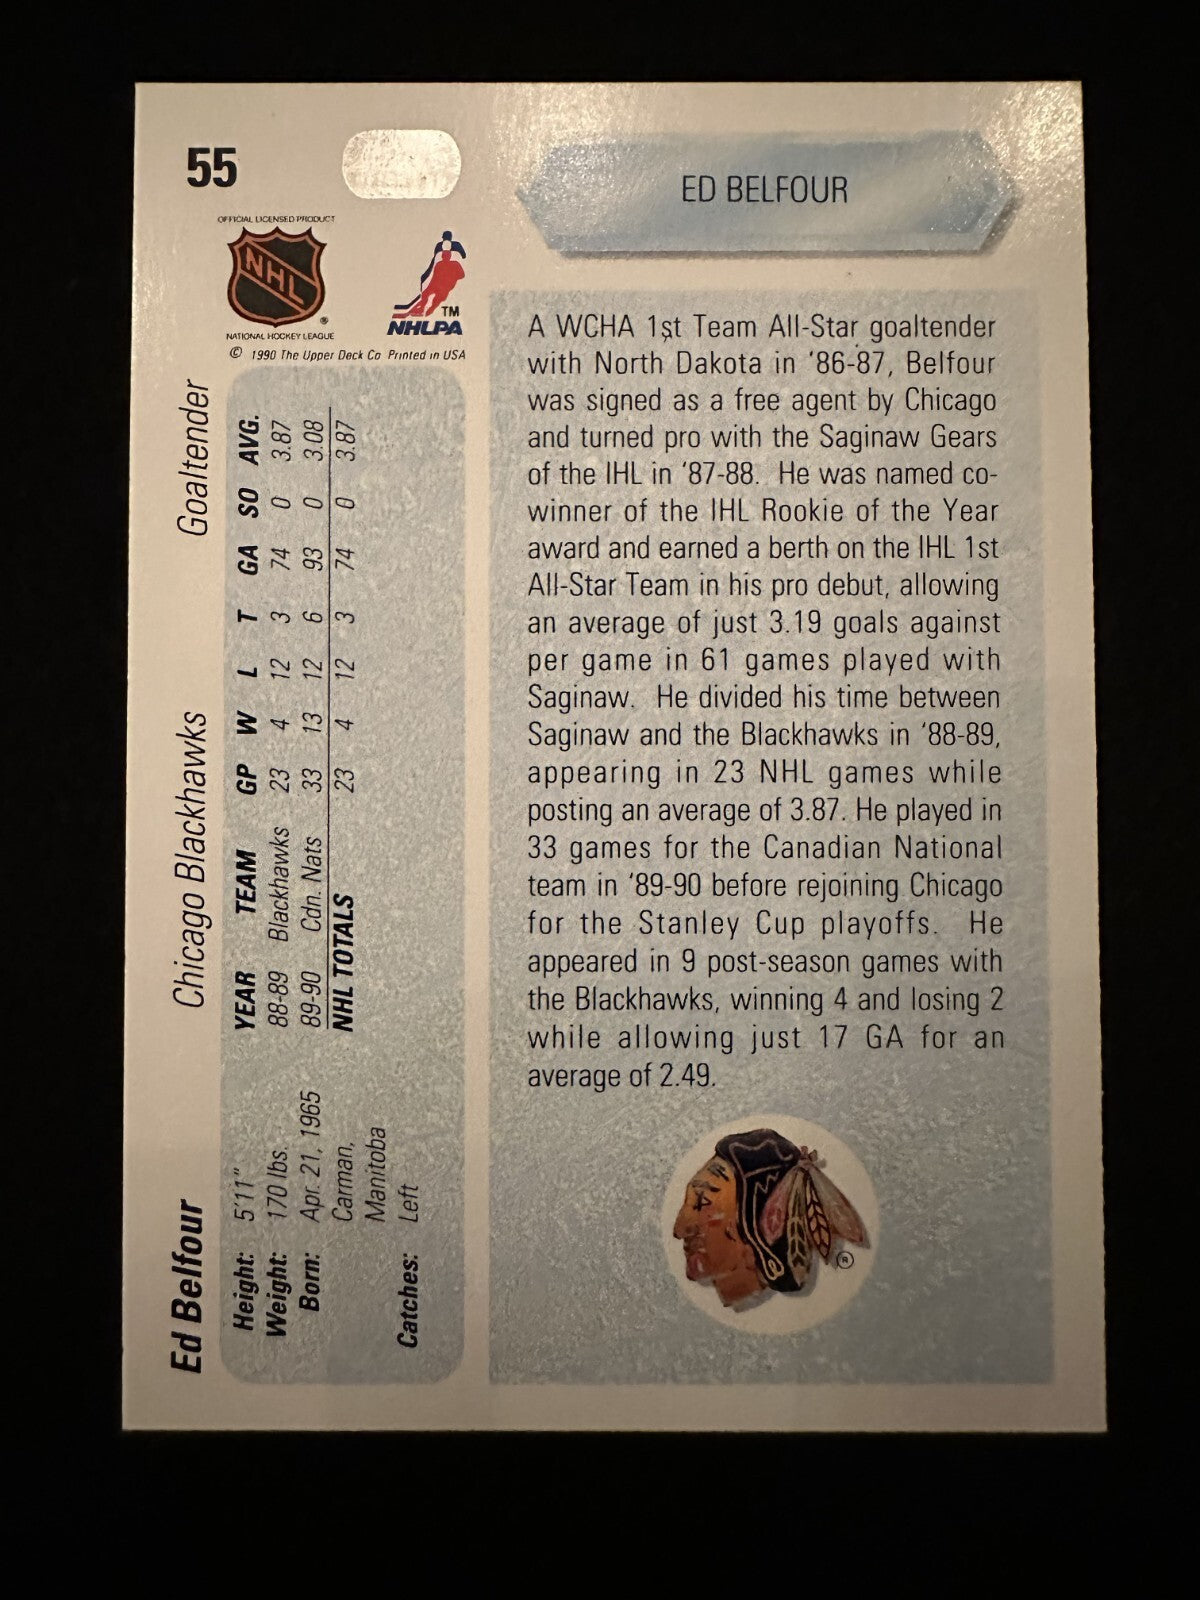 55
OFFICIAL LICENSED PRODUCT
NHL
®
NATIONAL HOCKEY LEAGUE
TM
NHLPA
© 1990 The Upper Deck Co Printed in USA
ED BELFOUR
A WCHA 1st Team All-Star goaltender
with North Dakota in '86-87, Belfour
was signed as a free agent by Chicago
and turned pro with the Saginaw Gears
of the IHL in '87-88. He was named co-
winner of the IHL Rookie of the Year
award and earned a berth on the IHL 1st
All-Star Team in his pro debut, allowing
an average of just 3.19 goals against
per game in 61 games played with
Saginaw. He divided his time between
Saginaw and the Blackhawks in '88-89,
appearing in 23 NHL games while
posting an average of 3.87. He played in
33 games for the Canadian National
team in '89-90 before rejoining Chicago
for the Stanley Cup playoffs. He
appeared in 9 post-season games with
the Blackhawks, winning 4 and losing 2
while allowing just 17 GA for an
average of 2.49.
®
Ed Belfour Chicago Blackhawks Goaltender
Height: 5'11"
Weight: 170 lbs.
Born: Apr. 21, 1965
Carman,
Manitoba
Catches: Left
YEAR TEAM GP W L T GA SO AVG.
88-89 Blackhawks 23 4 12 3 74 0 3.87
89-90 Cdn. Nats 33 13 12 6 93 0 3.08
NHL TOTALS 23 4 12 3 74 0 3.87